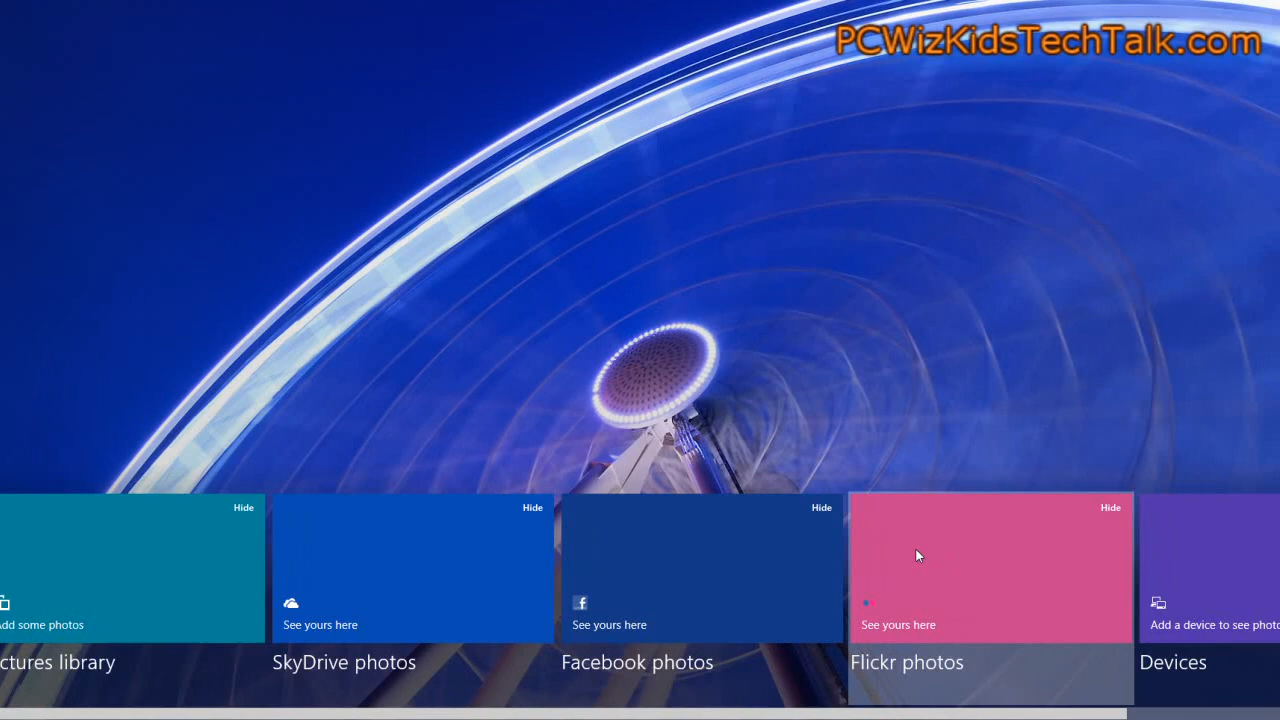 PCWizKidsTechTalk.com
Hide
Hide
Hide
Hide
Add some photos
See yours here
See yours here
See yours here
Add a device to see photo
ctures library
SkyDrive photos
Facebook photos
Flickr photos
Devices